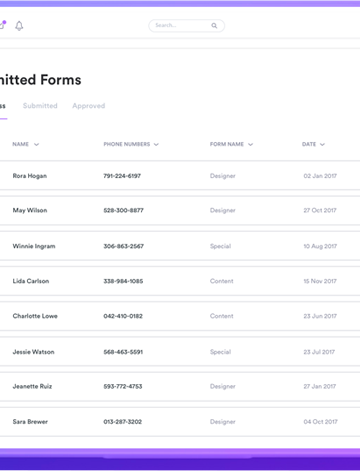 Search...
mitted Forms
ss Submitted Approved
NAME PHONE NUMBERS FORM NAME DATE
Rora Hogan 791-224-6197 Designer 02 Jan 2017
May Wilson 528-300-8877 Designer 27 Oct 2017
Winnie Ingram 306-863-2567 Special 10 Aug 2017
Lida Carlson 338-984-1085 Content 15 Nov 2017
Charlotte Lowe 042-410-0182 Content 23 Jun 2017
Jessie Watson 568-463-5591 Special 23 Jul 2017
Jeanette Ruiz 593-772-4753 Designer 27 Jan 2017
Sara Brewer 013-287-3202 Designer 04 Oct 2017